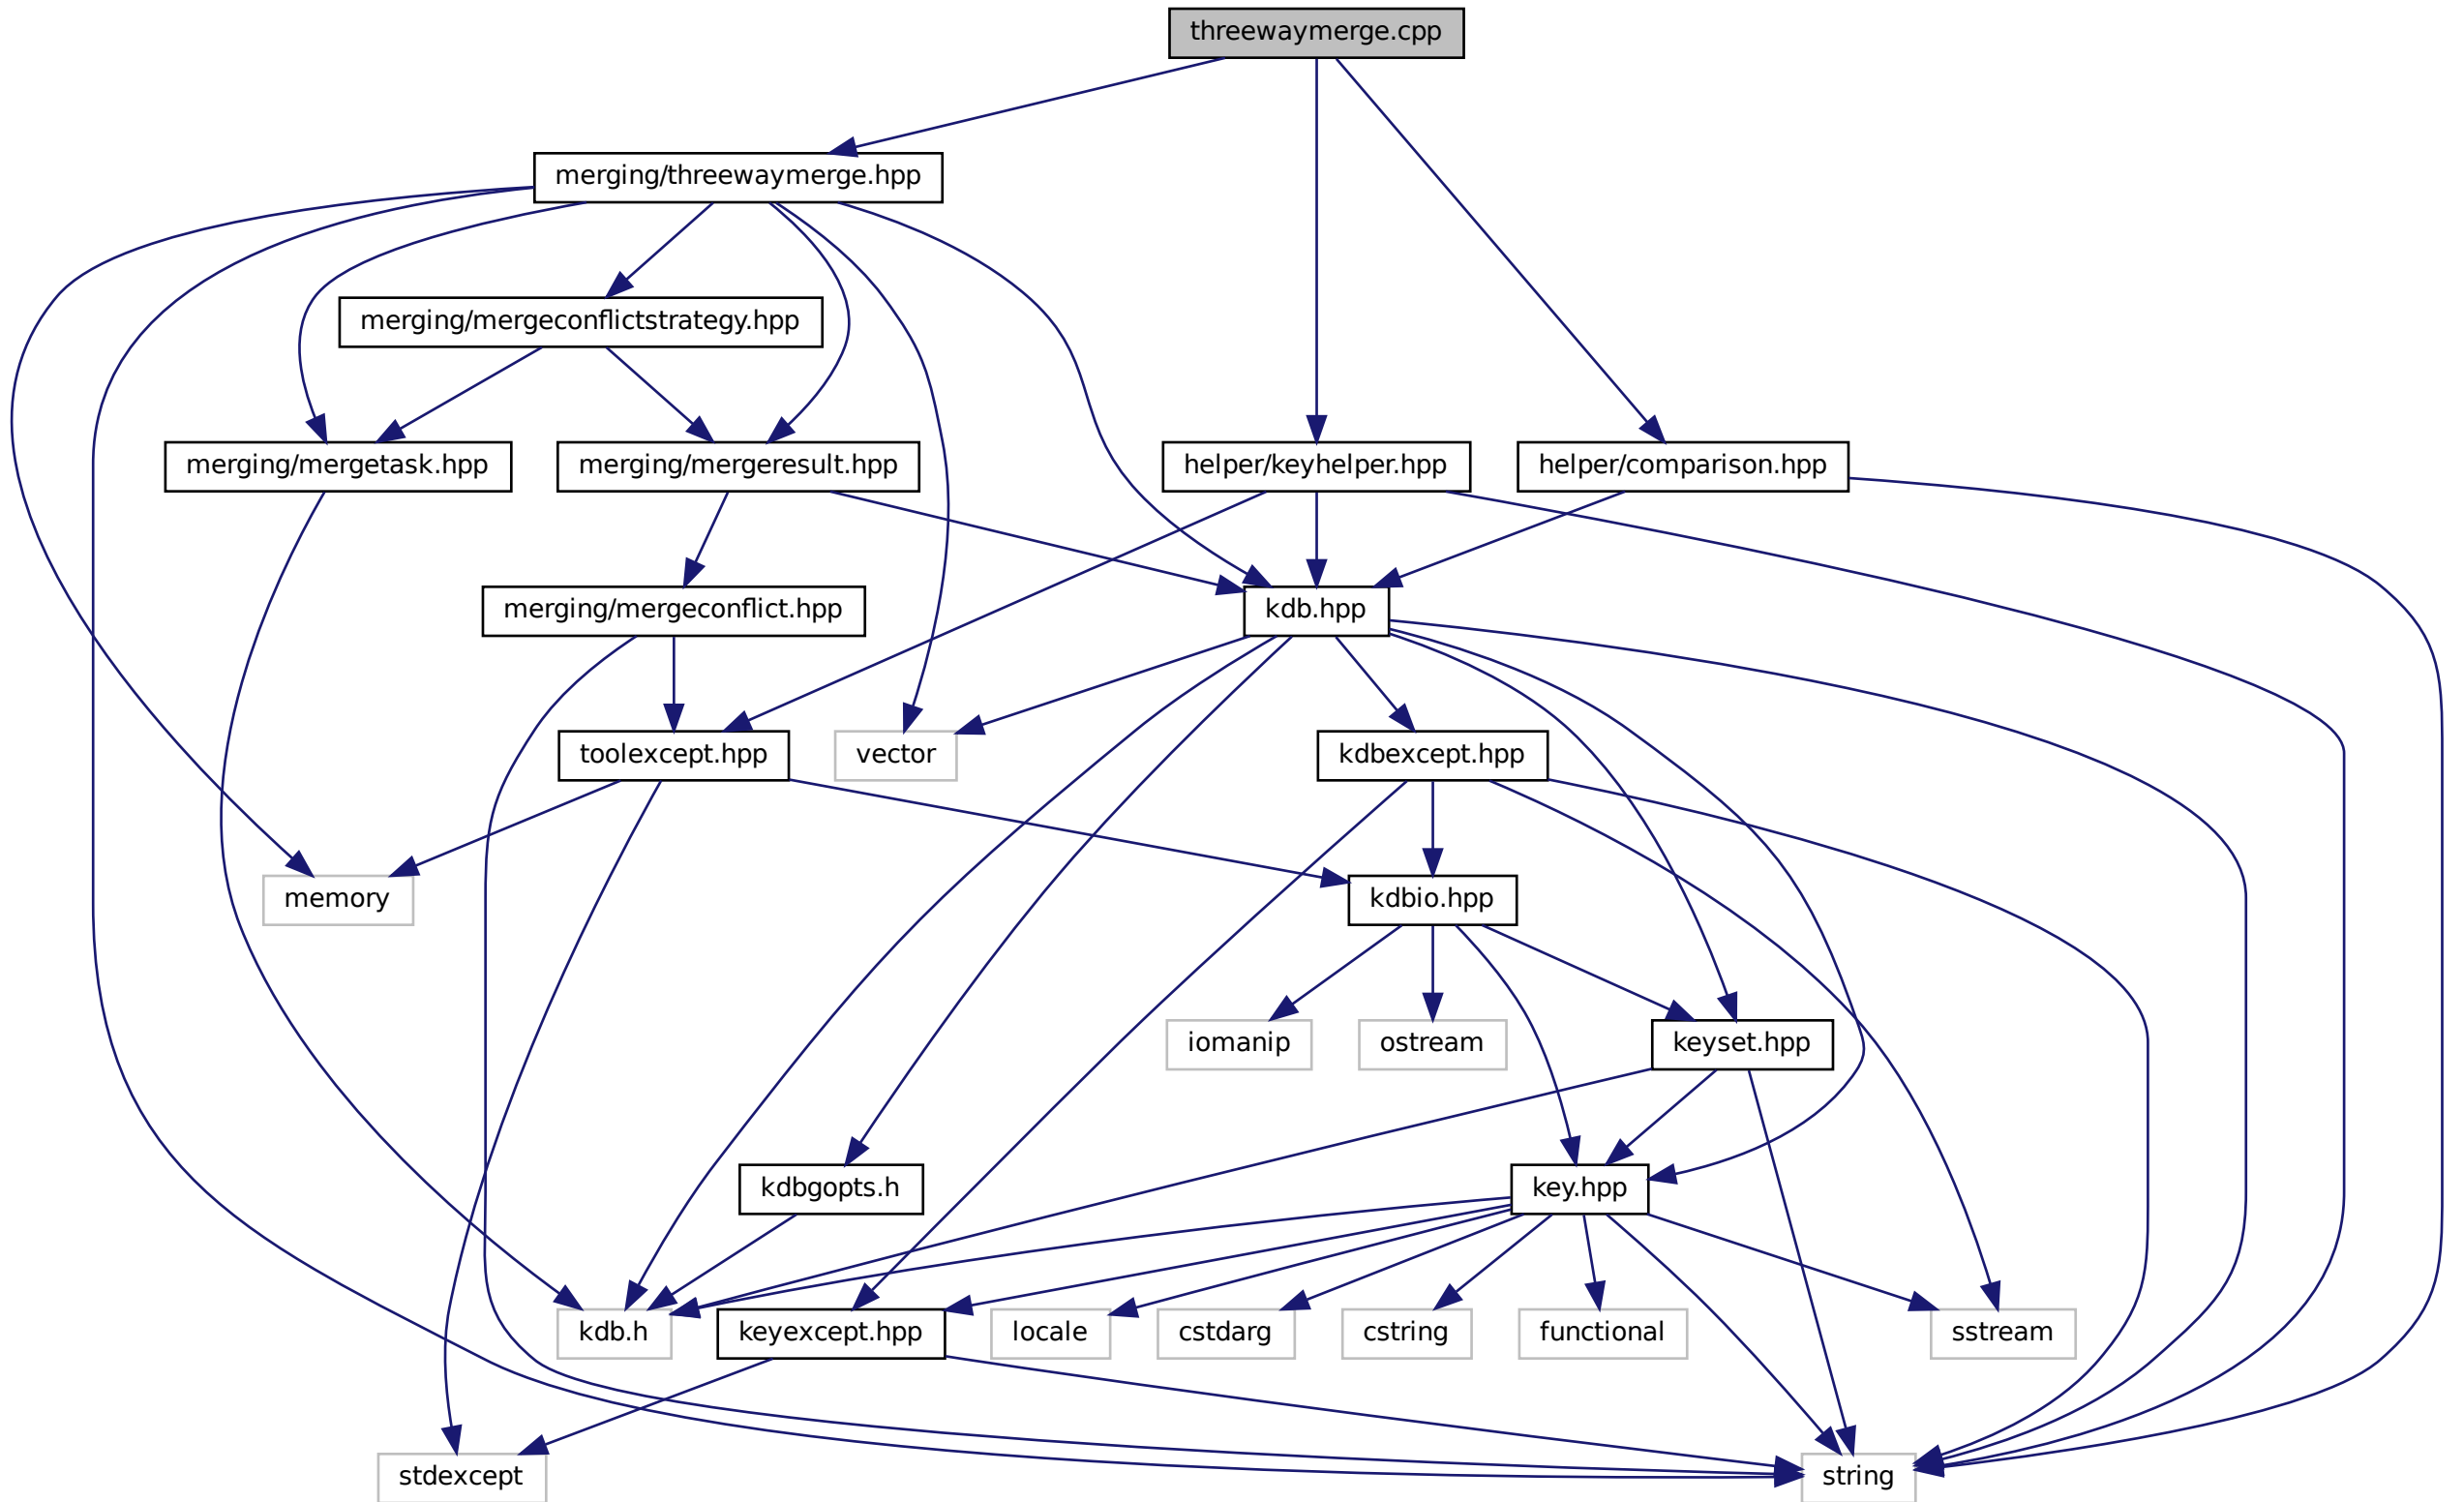 threewaymerge.cpp
merging/threewaymerge.hpp
merging/mergeconflictstrategy.hpp
merging/mergetask.hpp
merging/mergeresult.hpp
helper/keyhelper.hpp
helper/comparison.hpp
merging/mergeconflict.hpp
kdb.hpp
toolexcept.hpp
vector
kdbexcept.hpp
memory
kdbio.hpp
iomanip
ostream
keyset.hpp
kdbgopts.h
key.hpp
kdb.h
keyexcept.hpp
locale
cstdarg
cstring
functional
sstream
stdexcept
string